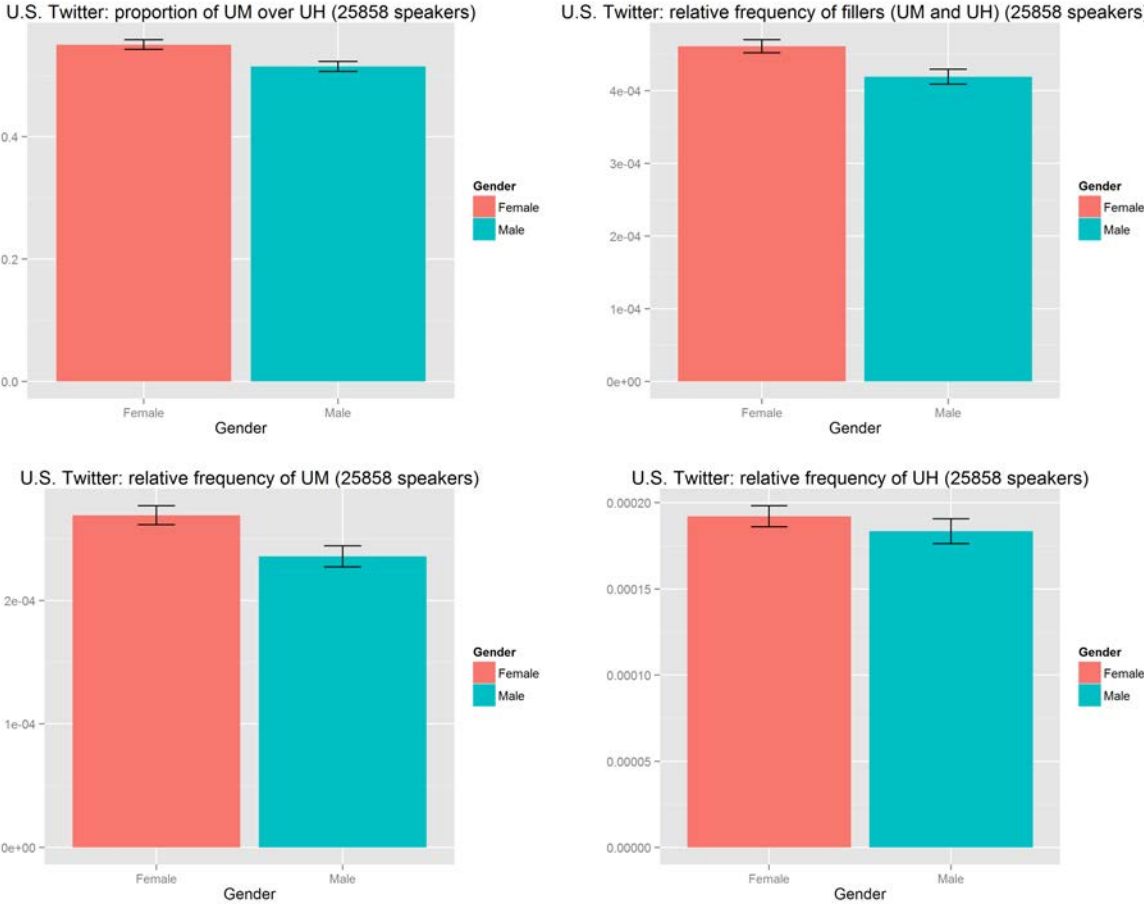 U.S. Twitter: proportion of UM over UH (25858 speakers)
0.4
0.2
0.0
Female
Male
Gender
Gender
Female
Male
U.S. Twitter: relative frequency of fillers (UM and UH) (25858 speakers)
4e-04
3e-04
2e-04
1e-04
0e+00
Female
Male
Gender
Gender
Female
Male
U.S. Twitter: relative frequency of UM (25858 speakers)
2e-04
1e-04
0e+00
Female
Male
Gender
Gender
Female
Male
U.S. Twitter: relative frequency of UH (25858 speakers)
0.00020
0.00015
0.00010
0.00005
0.00000
Female
Male
Gender
Gender
Female
Male